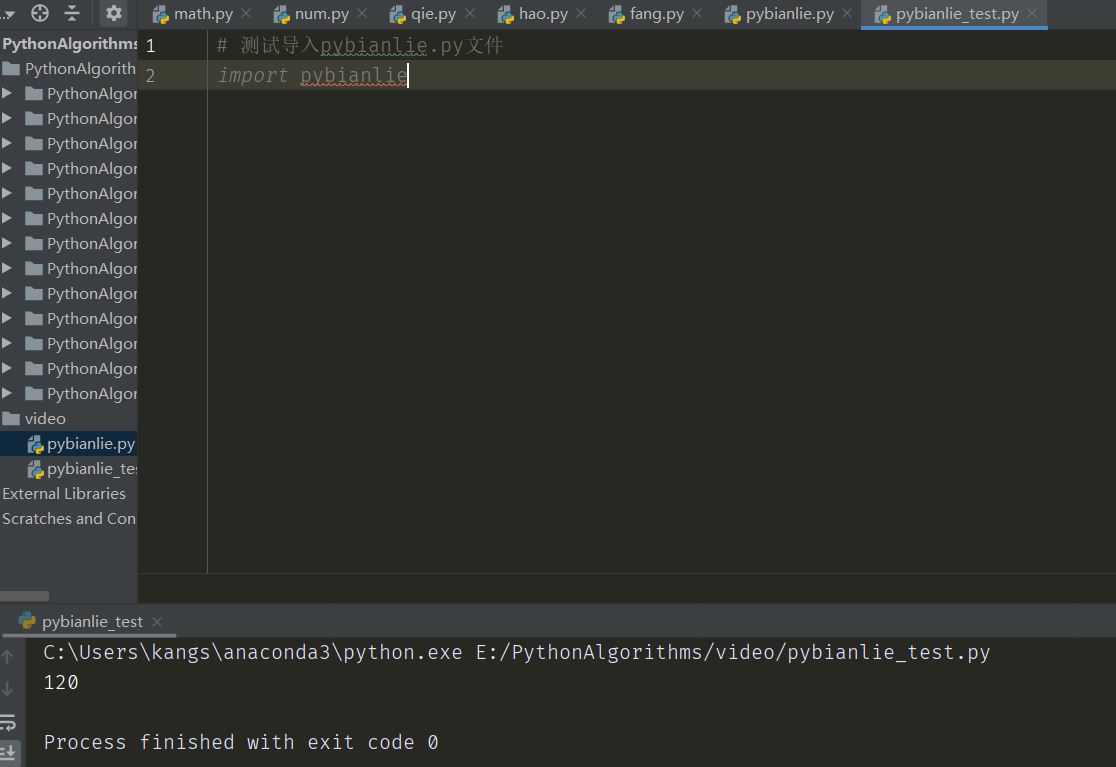 math.py num.py qie.py hao.py fang.py pybianlie.py pybianlie_test.py
PythonAlgorithms
PythonAlgorith
PythonAlgor
PythonAlgor
PythonAlgor
PythonAlgor
PythonAlgor
PythonAlgor
PythonAlgor
PythonAlgor
PythonAlgor
PythonAlgor
PythonAlgor
PythonAlgor
PythonAlgor
video
pybianlie.py
pybianlie_tes
External Libraries
Scratches and Con
1 # 测试导入pybianlie.py文件
2 import pybianlie
pybianlie_test
C:\Users\kangs\anaconda3\python.exe E:/PythonAlgorithms/video/pybianlie_test.py
120
Process finished with exit code 0